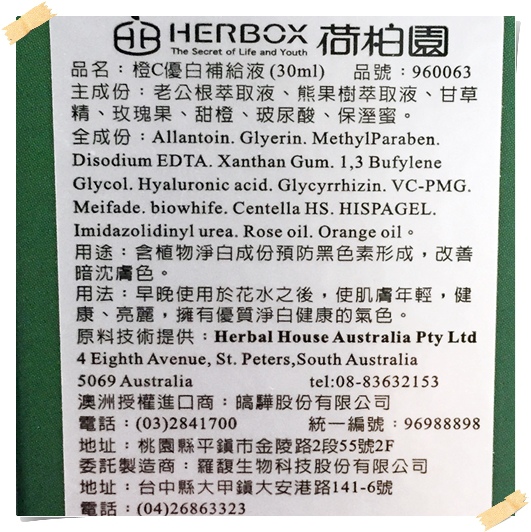 HERBOX 荷柏園
The Secret of Life and Youth
品名：橙C優白補給液 (30ml) 品號：960063
主成份：老公根萃取液、熊果樹萃取液、甘草
精、玫瑰果、甜橙、玻尿酸、保溼蜜。
全成份：Allantoin. Glyerin. MethylParaben.
Disodium EDTA. Xanthan Gum. 1,3 Bufylene
Glycol. Hyaluronic acid. Glycyrrhizin. VC-PMG.
Meifade. biowhife. Centella HS. HISPAGEL.
Imidazolidinyl urea. Rose oil. Orange oil。
用途：含植物淨白成份預防黑色素形成，改善
暗沈膚色。
用法：早晚使用於花水之後，使肌膚年輕，健
康、亮麗，擁有優質淨白健康的氣色。
原料技術提供：Herbal House Australia Pty Ltd
4 Eighth Avenue, St. Peters,South Australia
5069 Australia tel:08-83632153
澳洲授權進口商：皜驊股份有限公司
電話：(03)2841700 統一編號：96988898
地址：桃園縣平鎮市金陵路2段55號2F
委託製造商：羅馥生物科技股份有限公司
地址：台中縣大甲鎮大安港路141-6號
電話：(04)26863323